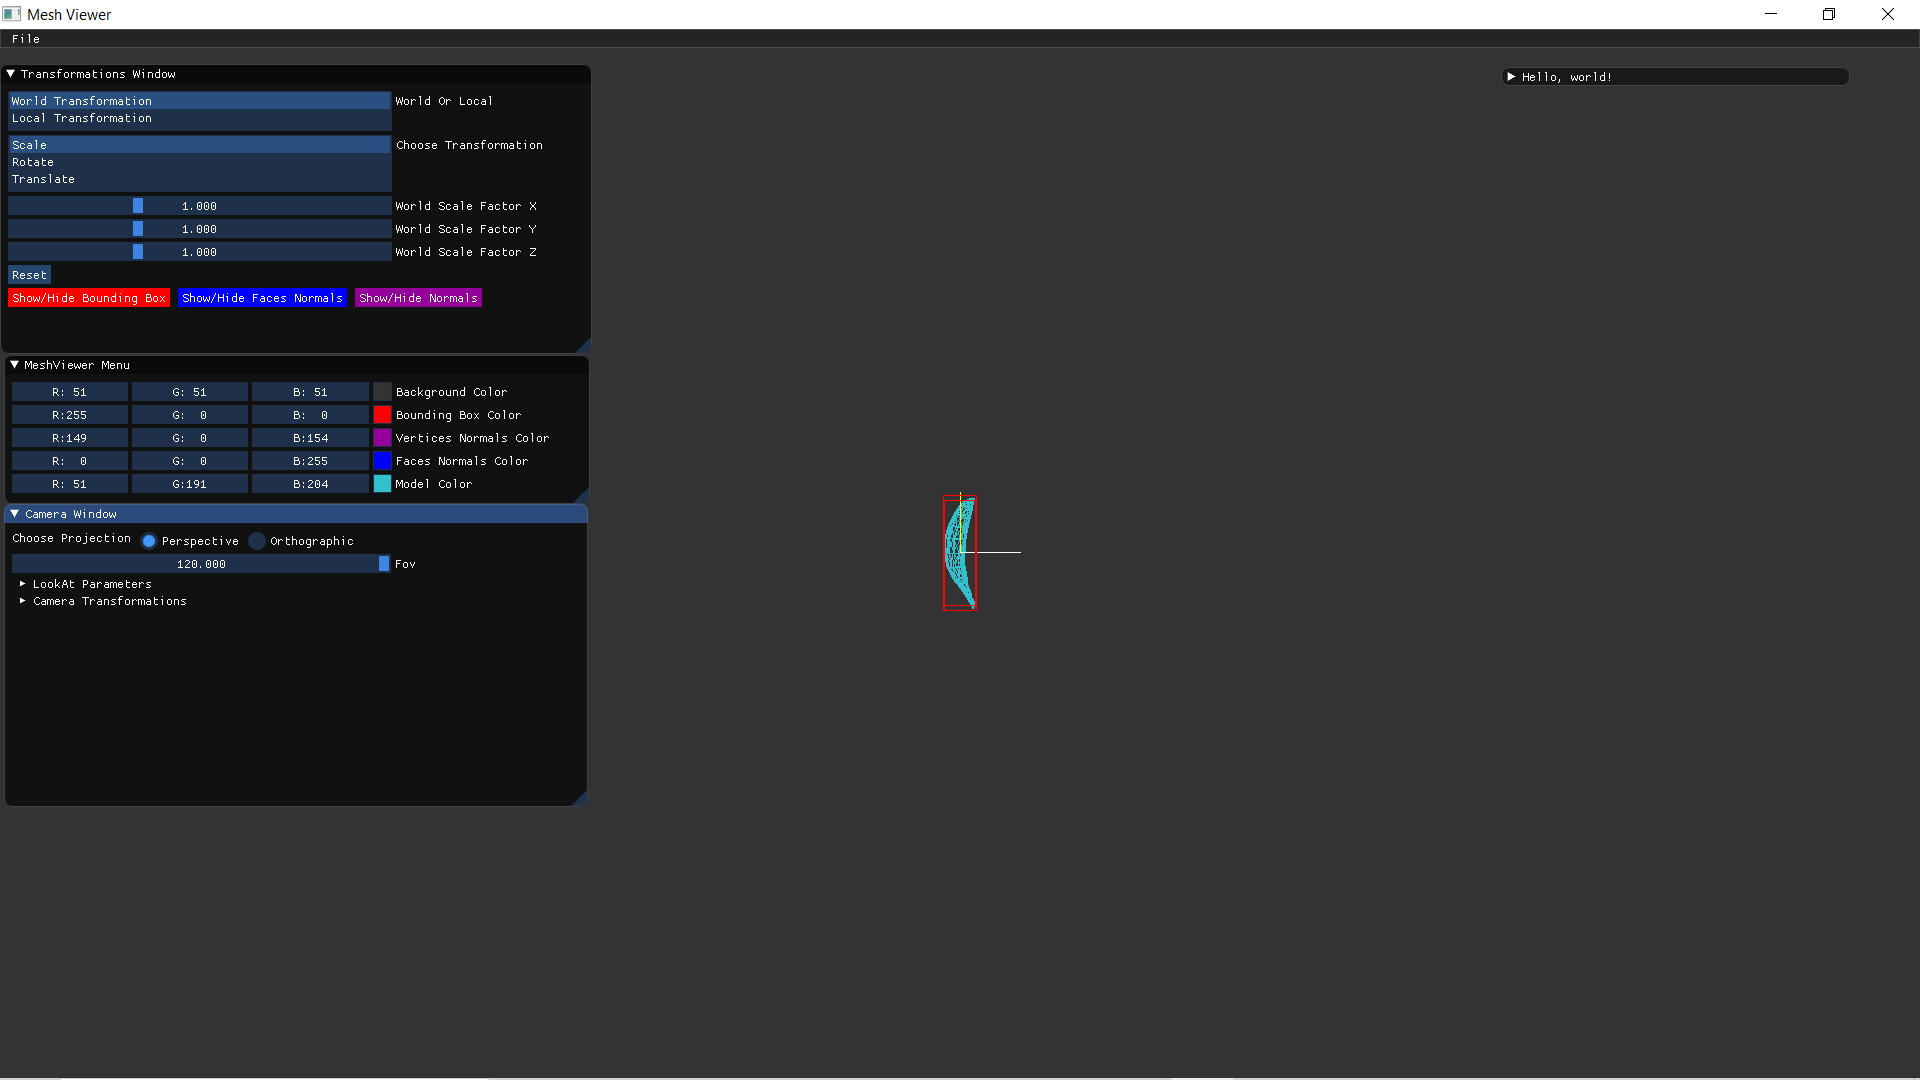 Mesh Viewer
File
Transformations Window
World Transformation World Or Local
Local Transformation
Scale Choose Transformation
Rotate
Translate
1.000 World Scale Factor X
1.000 World Scale Factor Y
1.000 World Scale Factor Z
Reset
Show/Hide Bounding Box Show/Hide Faces Normals Show/Hide Normals
MeshViewer Menu
R: 51 G: 51 B: 51 Background Color
R:255 G: 0 B: 0 Bounding Box Color
R:149 G: 0 B:154 Vertices Normals Color
R: 0 G: 0 B:255 Faces Normals Color
R: 51 G:191 B:204 Model Color
Camera Window
Choose Projection Perspective Orthographic
120.000 Fov
LookAt Parameters
Camera Transformations
Hello, world!